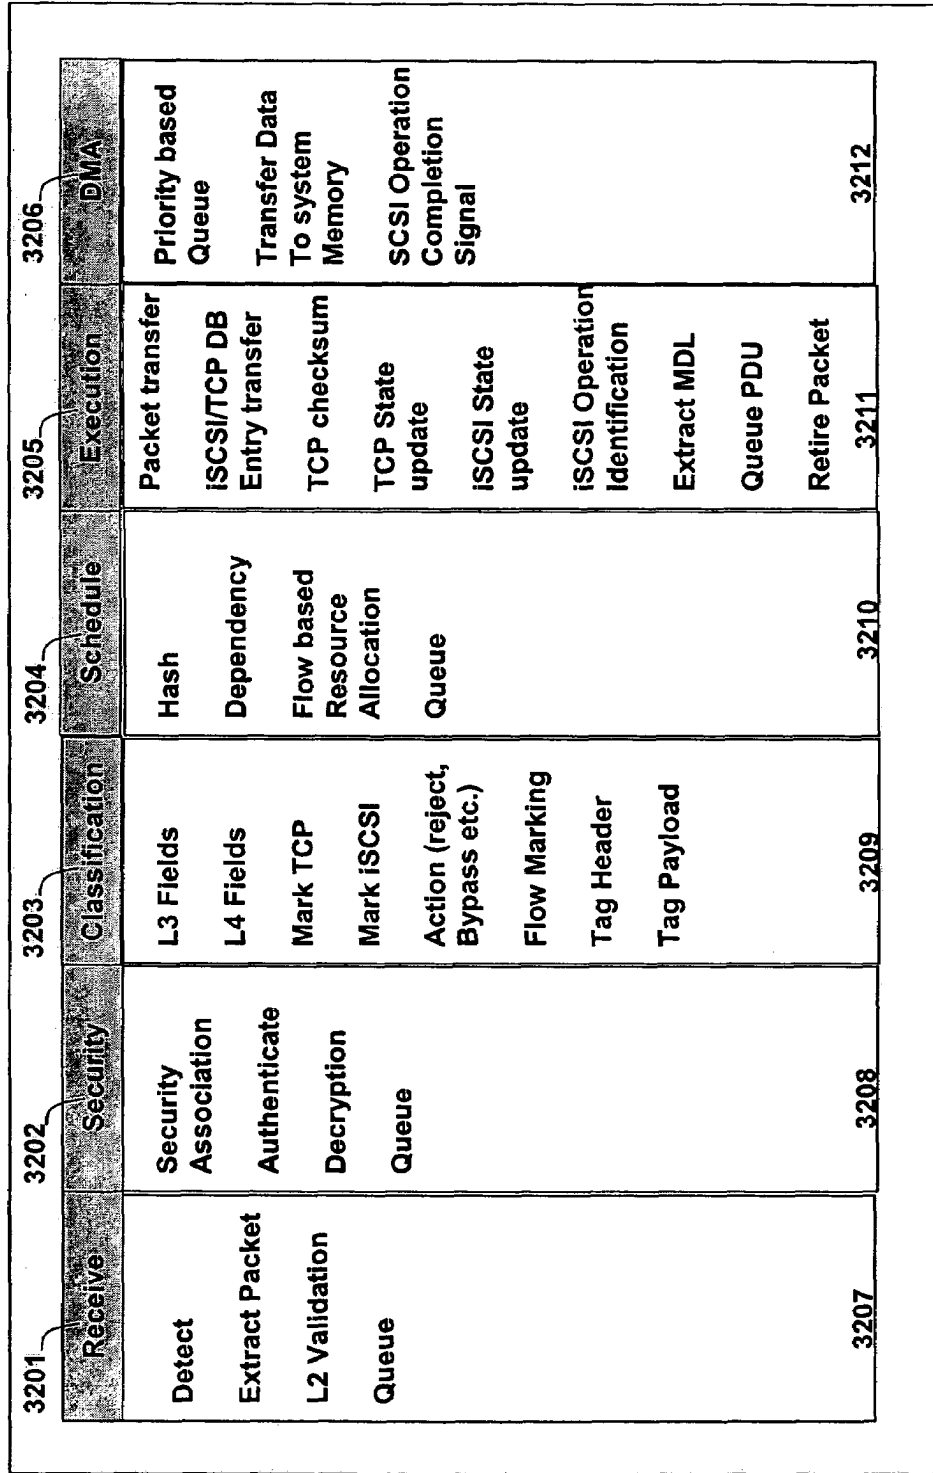 3201
Receive
Detect
Extract Packet
L2 Validation
Queue
3207
3202
Security
Security
Association
Authenticate
Decryption
Queue
3208
3203
Classification
L3 Fields
L4 Fields
Mark TCP
Mark iSCSI
Action (reject,
Bypass etc.)
Flow Marking
Tag Header
Tag Payload
3209
3204
Schedule
Hash
Dependency
Flow based
Resource
Allocation
Queue
3210
3205
Execution
Packet transfer
iSCSI/TCP DB
Entry transfer
TCP checksum
TCP State
update
iSCSI State
update
iSCSI Operation
Identification
Extract MDL
Queue PDU
Retire Packet
3211
3206
DMA
Priority based
Queue
Transfer Data
To system
Memory
SCSI Operation
Completion
Signal
3212